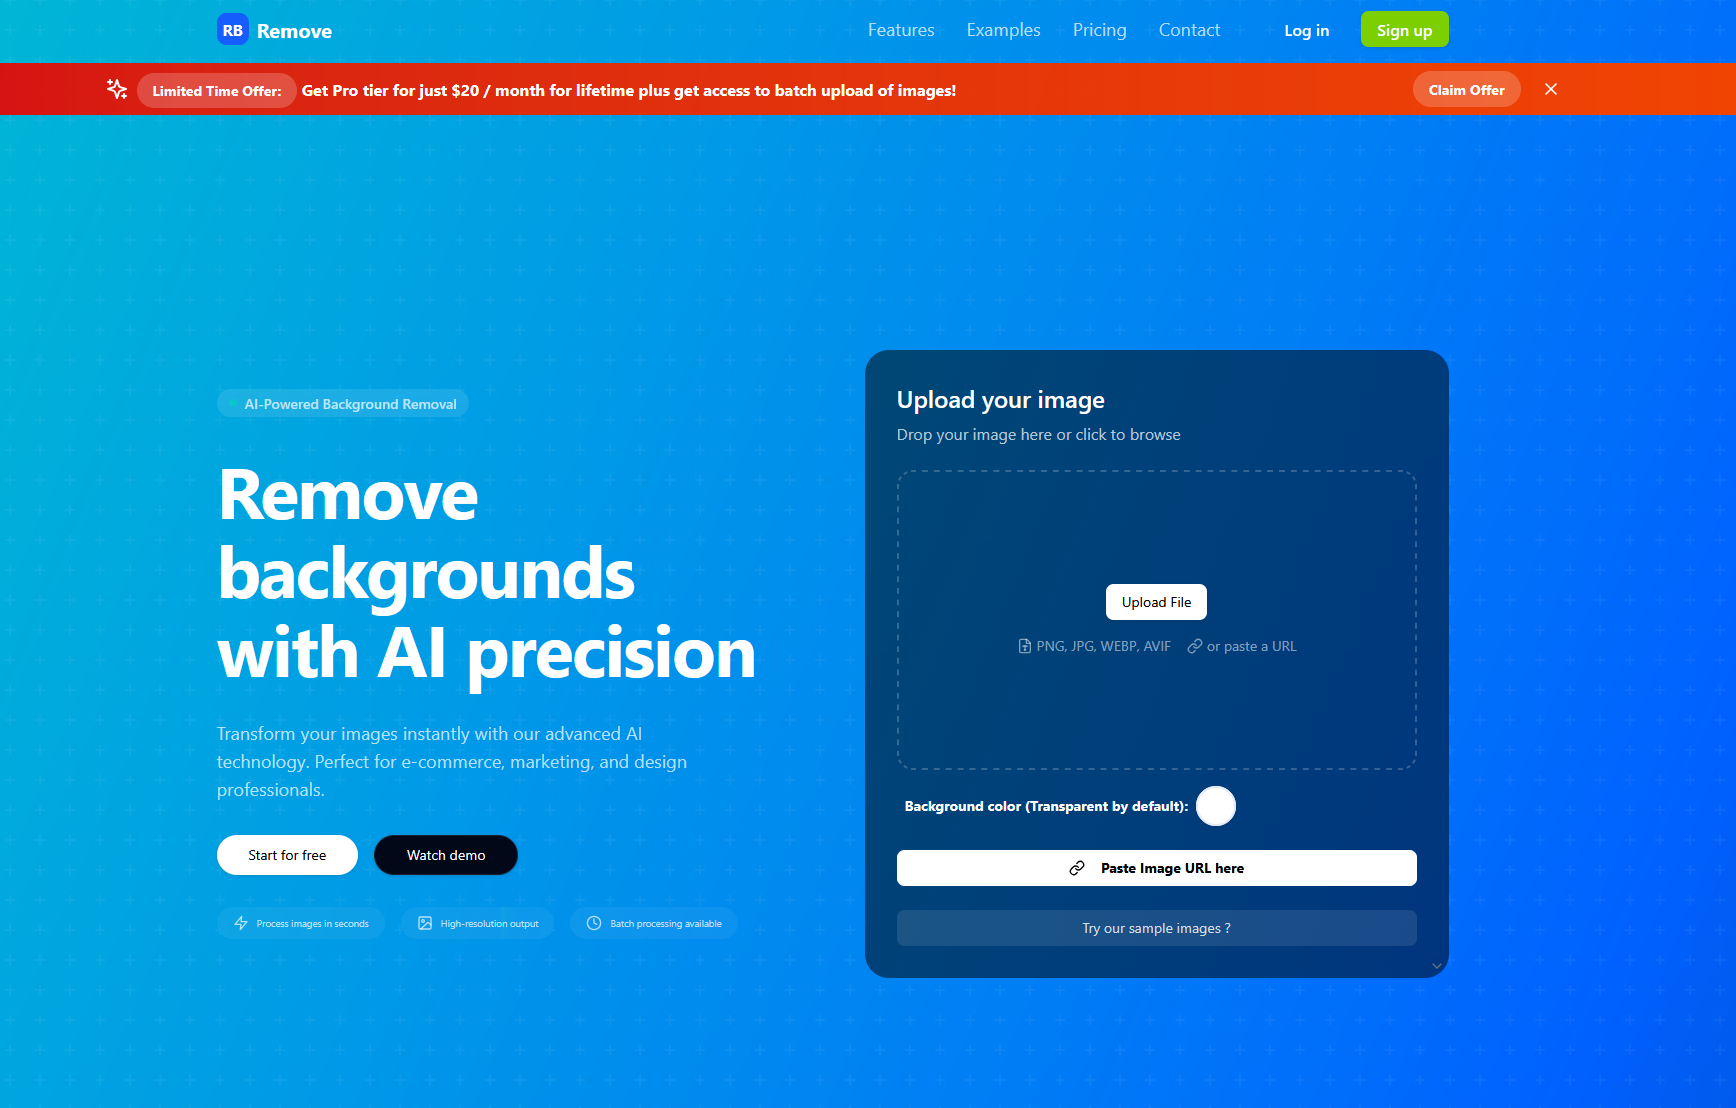 RB Remove
Features Examples Pricing Contact Log in Sign up
Limited Time Offer: Get Pro tier for just $20 / month for lifetime plus get access to batch upload of images! Claim Offer
AI-Powered Background Removal
Remove
backgrounds
with AI precision
Transform your images instantly with our advanced AI
technology. Perfect for e-commerce, marketing, and design
professionals.
Start for free Watch demo
Process images in seconds High-resolution output Batch processing available
Upload your image
Drop your image here or click to browse
Upload File
PNG, JPG, WEBP, AVIF or paste a URL
Background color (Transparent by default):
Paste Image URL here
Try our sample images ?